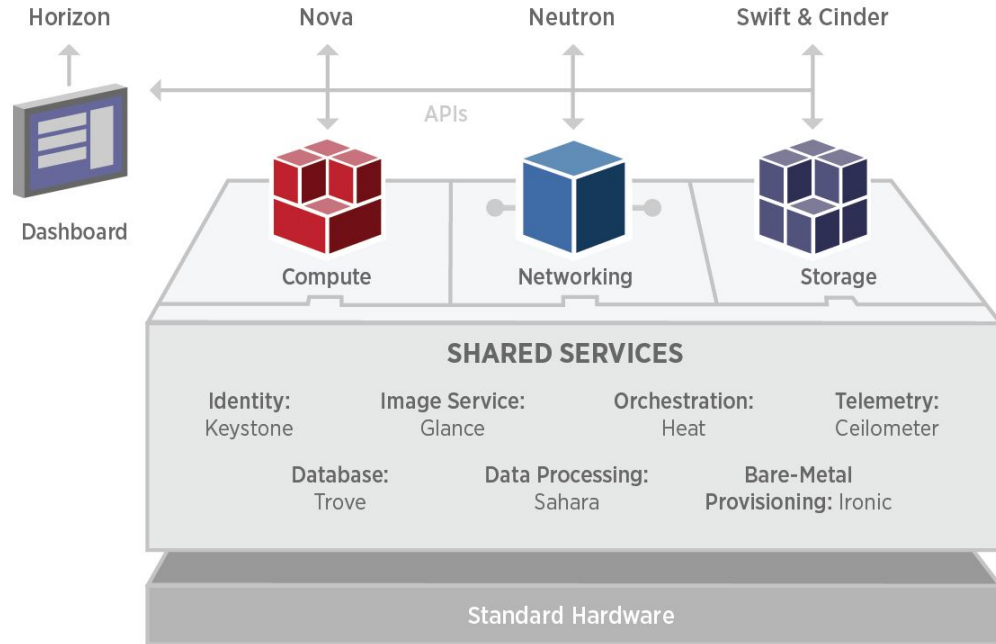 Horizon
Nova
Neutron
Swift & Cinder
APIs
Dashboard
Compute
Networking
Storage
SHARED SERVICES
Identity:
Keystone
Image Service:
Glance
Orchestration:
Heat
Telemetry:
Ceilometer
Database:
Trove
Data Processing:
Sahara
Bare-Metal
Provisioning: Ironic
Standard Hardware